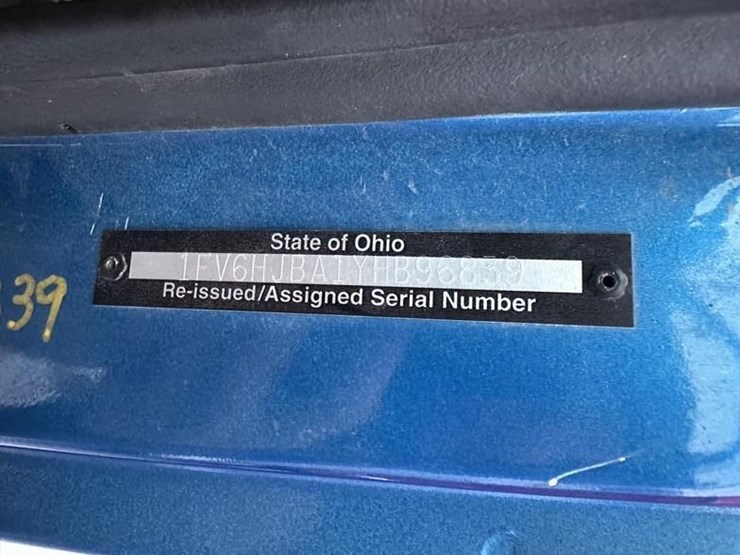 State of Ohio
1FV6HJBA1YHB96839
Re-issued/Assigned Serial Number
39